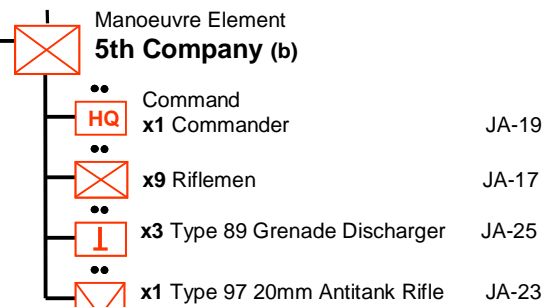 Manoeuvre Element
5th Company (b)
Command
HQ
x1 Commander JA-19
x9 Riflemen JA-17
x3 Type 89 Grenade Discharger JA-25
x1 Type 97 20mm Antitank Rifle JA-23